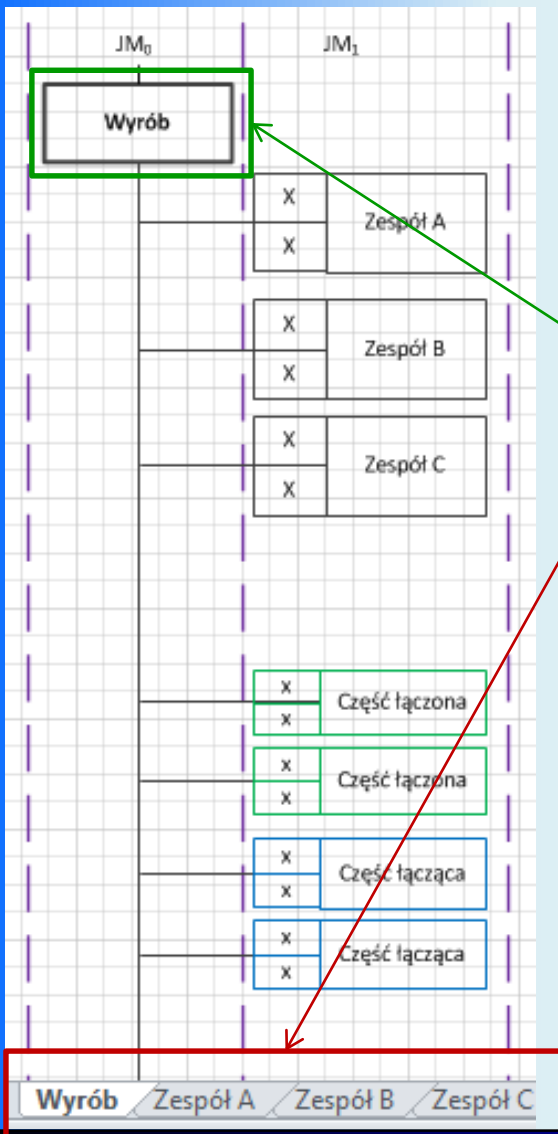 JM₀ JM₁
Wyrób
X
Zespół A
X
X
Zespół B
X
X
Zespół C
X
x
Część łączona
x
x
Część łączona
x
x
Część łącząca
x
x
Część łącząca
x
Wyrób Zespół A Zespół B Zespół C